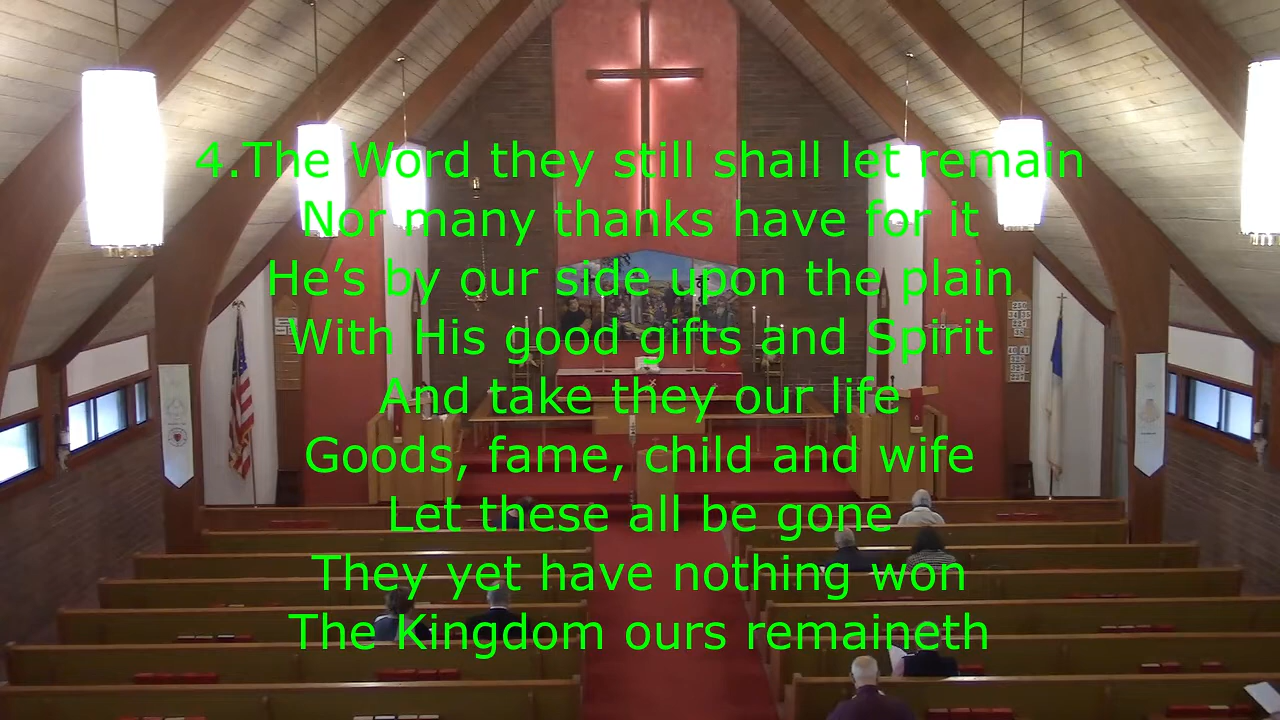 4.The Word they still shall let remain
Nor many thanks have for it
He’s by our side upon the plain
With His good gifts and Spirit
And take they our life
Goods, fame, child and wife
Let these all be gone
They yet have nothing won
The Kingdom ours remaineth